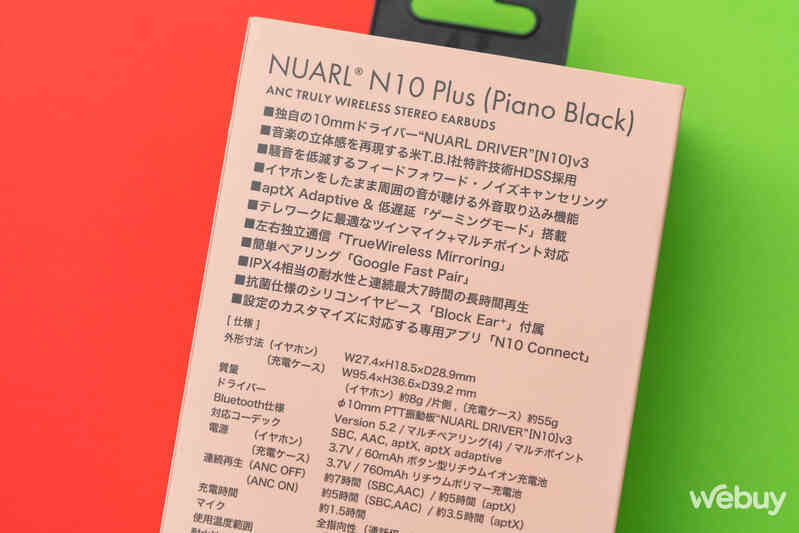 NUARL® N10 Plus (Piano Black)
ANC TRULY WIRELESS STEREO EARBUDS
■独自の10mmドライバー“NUARL DRIVER”[N10]v3
■音楽の立体感を再現する米T.B.I社特許技術HDSS採用
■騒音を低減するフィードフォワード・ノイズキャンセリング
■イヤホンをしたまま周囲の音が聴ける外音取り込み機能
■aptX Adaptive & 低遅延「ゲーミングモード」搭載
■テレワークに最適なツインマイク+マルチポイント対応
■左右独立通信「TrueWireless Mirroring」
■簡単ペアリング「Google Fast Pair」
■IPX4相当の耐水性と連続最大7時間の長時間再生
■抗菌仕様のシリコンイヤピース「Block Ear⁺」付属
■設定のカスタマイズに対応する専用アプリ「N10 Connect」
[ 仕様 ]
外形寸法（イヤホン） W27.4×H18.5×D28.9mm
（充電ケース） W95.4×H36.6×D39.2 mm
質量 （イヤホン）約8g /片側 ,（充電ケース）約55g
ドライバー φ10mm PTT振動板“NUARL DRIVER”[N10]v3
Bluetooth仕様 Version 5.2 / マルチペアリング(4) / マルチポイント
対応コーデック SBC, AAC, aptX, aptX adaptive
電源 （イヤホン） 3.7V / 60mAh ボタン型リチウムイオン充電池
（充電ケース） 3.7V / 760mAh リチウムポリマー充電池
連続再生（ANC OFF） 約7時間（SBC,AAC）/ 約5時間（aptX）
（ANC ON） 約5時間（SBC,AAC）/ 約3.5時間（aptX）
充電時間 約1.5時間
マイク 全指向性
使用温度範囲
webuy